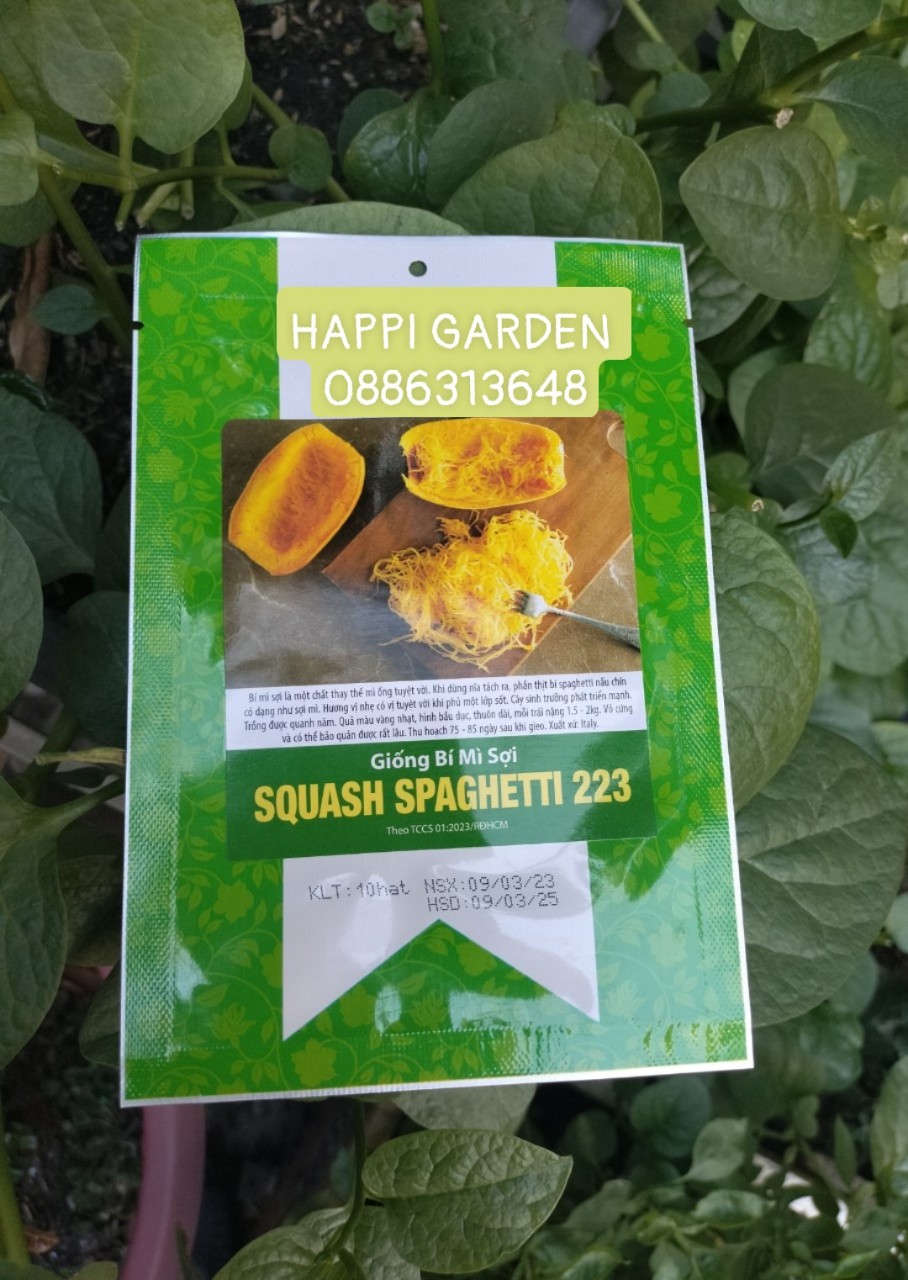 HAPPI GARDEN
0886313648
Bí mì sợi là một chất thay thế mì ống tuyệt vời. Khi dùng nĩa tách ra, phần thịt bí spaghetti nấu chín
có dạng như sợi mì. Hương vị nhẹ có vị tuyệt vời khi phủ một lớp sốt. Cây sinh trưởng phát triển mạnh.
Trồng được quanh năm. Quả màu vàng nhạt, hình bầu dục, thuôn dài, mỗi trái nặng 1.5 - 2kg. Vỏ cứng
và có thể bảo quản được rất lâu. Thu hoạch 75 - 85 ngày sau khi gieo. Xuất xứ: Italy.
Giống Bí Mì Sợi
SQUASH SPAGHETTI 223
Theo TCCS 01:2023/RĐHCM
KLT:10hat NSX:09/03/23
HSD:09/03/25